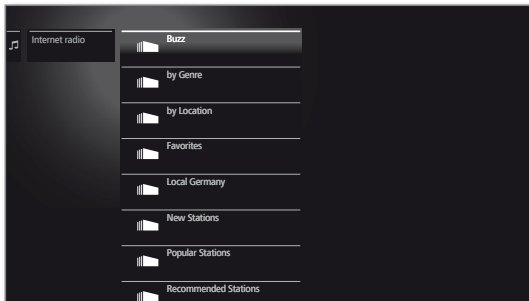 Internet radio
Buzz
by Genre
by Location
Favorites
Local Germany
New Stations
Popular Stations
Recommended Stations